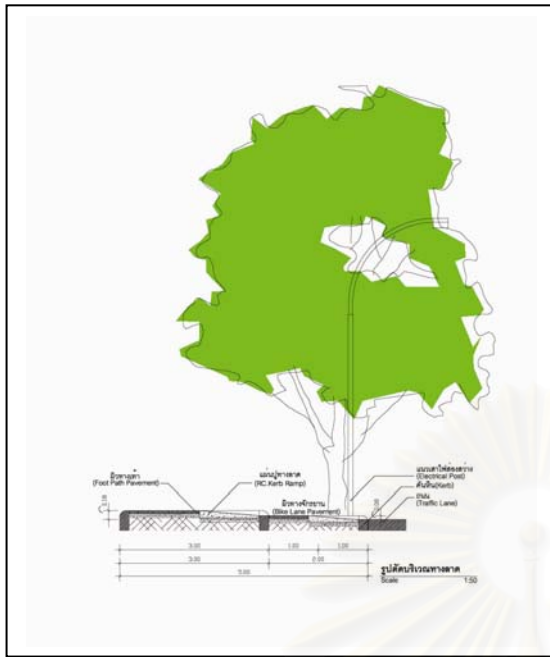 ผิวทางเท้า
(Foot Path Pavement)
แผ่นปูทางลาด
(RC.Kerb Ramp)
ผิวทางจักรยาน
(Bike Lane Pavement)
แนวเสาไฟส่องสว่าง
(Electrical Post)
คันหิน(Kerb)
ถนน
(Traffic Lane)
3.00
1.00
1.00
3.00
2.00
5.00
รูปตัดบริเวณทางลาด
Scale 1:50